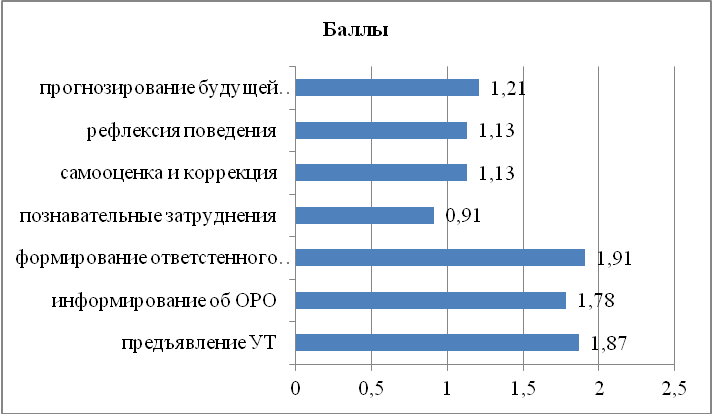 Баллы
прогнозирование будущей..
1,21
рефлексия поведения
1,13
самооценка и коррекция
1,13
познавательные затруднения
0,91
формирование ответстенного..
1,91
информирование об ОРО
1,78
предъявление УТ
1,87
0 0,5 1 1,5 2 2,5